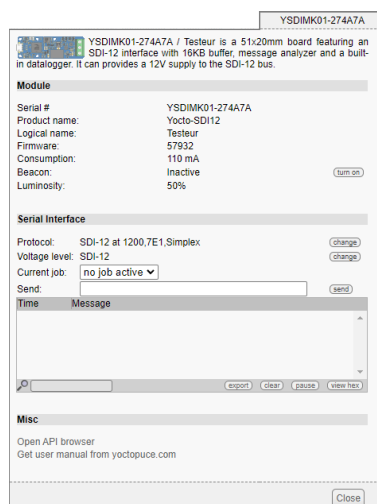 YSDIMK01-274A7A
YSDIMK01-274A7A / Testeur is a 51x20mm board featuring an
SDI-12 interface with 16KB buffer, message analyzer and a built-
in datalogger. It can provides a 12V supply to the SDI-12 bus.
Module
Serial # YSDIMK01-274A7A
Product name: Yocto-SDI12
Logical name: Testeur
Firmware: 57932
Consumption: 110 mA
Beacon: Inactive turn on
Luminosity: 50%
Serial Interface
Protocol: SDI-12 at 1200,7E1,Simplex change
Voltage level: SDI-12 change
Current job: no job active
Send: send
Time Message
export clear pause view hex
Misc
Open API browser
Get user manual from yoctopuce.com
Close